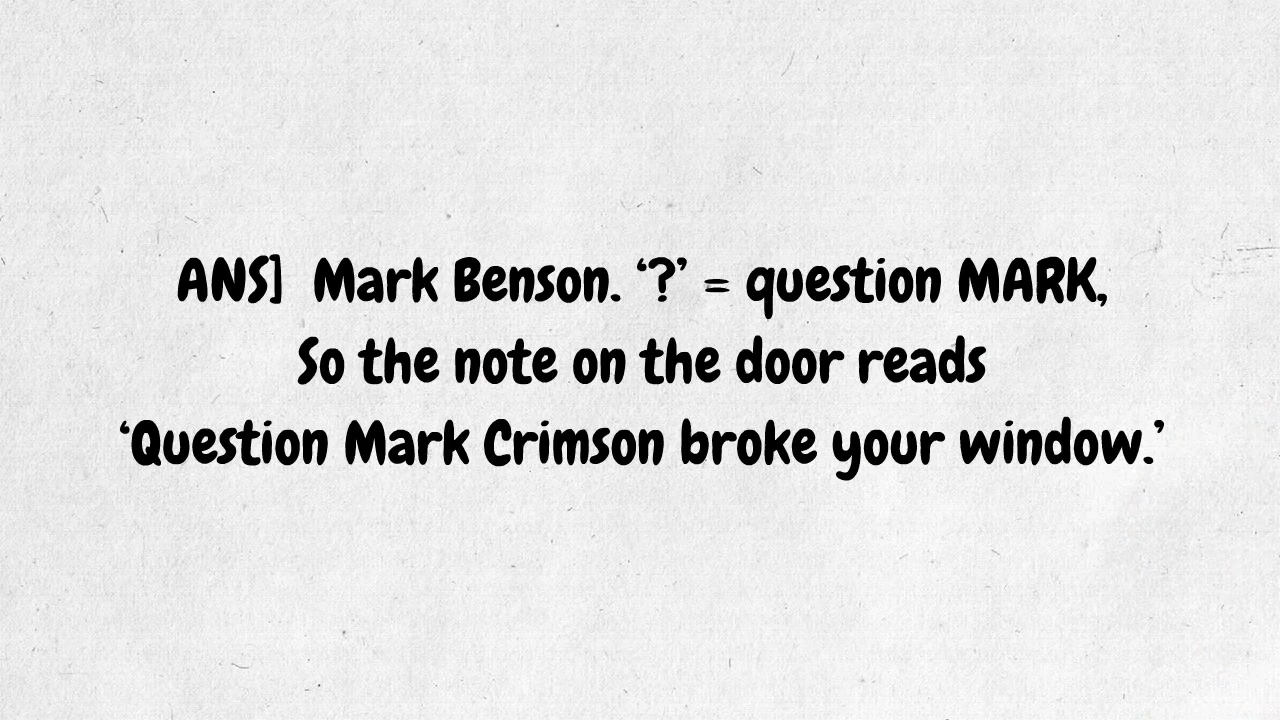 ANS] Mark Benson. ‘?’ = question MARK,
So the note on the door reads
‘Question Mark Crimson broke your window.’